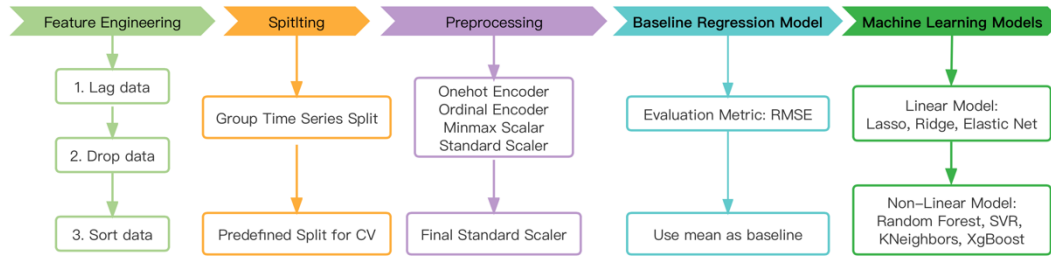 Feature Engineering
Spitlting
Preprocessing
Baseline Regression Model
Machine Learning Models
1. Lag data
2. Drop data
3. Sort data
Group Time Series Split
Predefined Split for CV
Onehot Encoder
Ordinal Encoder
Minmax Scalar
Standard Scaler
Final Standard Scaler
Evaluation Metric: RMSE
Use mean as baseline
Linear Model:
Lasso, Ridge, Elastic Net
Non-Linear Model:
Random Forest, SVR,
KNeighbors, XgBoost